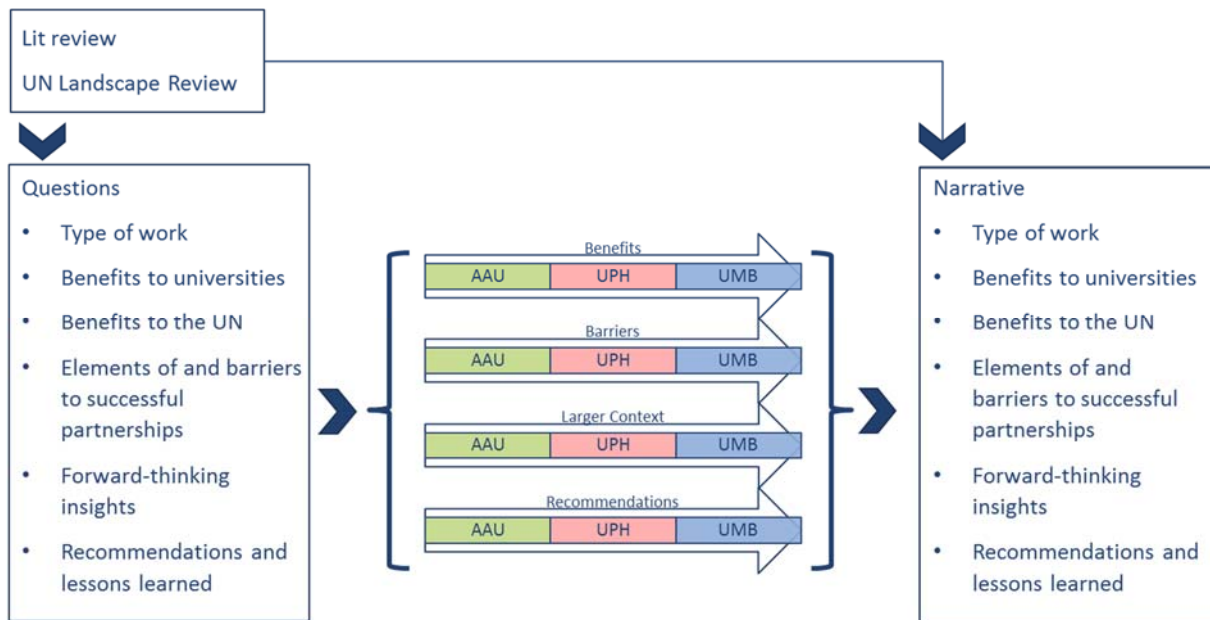 Lit review
UN Landscape Review
Questions
• Type of work
• Benefits to universities
• Benefits to the UN
• Elements of and barriers
to successful
partnerships
• Forward-thinking
insights
• Recommendations and
lessons learned
Benefits
AAU UPH UMB
Barriers
AAU UPH UMB
Larger Context
AAU UPH UMB
Recommendations
AAU UPH UMB
Narrative
• Type of work
• Benefits to universities
• Benefits to the UN
• Elements of and
barriers to successful
partnerships
• Forward-thinking
insights
• Recommendations and
lessons learned